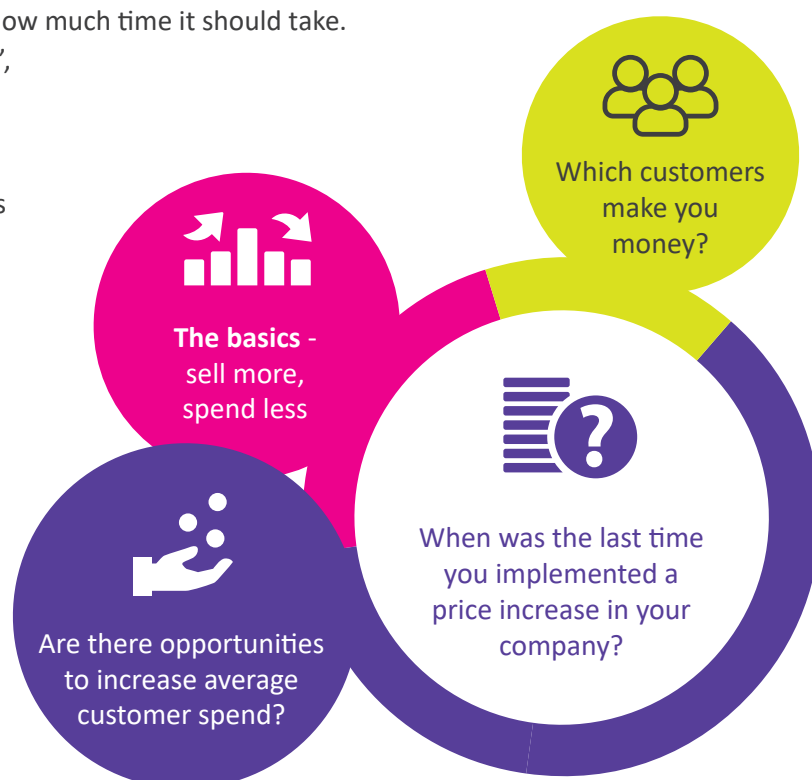 ow much time it should take.
',
s
Which customers
make you
money?
The basics -
sell more,
spend less
?
When was the last time
you implemented a
price increase in your
company?
Are there opportunities
to increase average
customer spend?